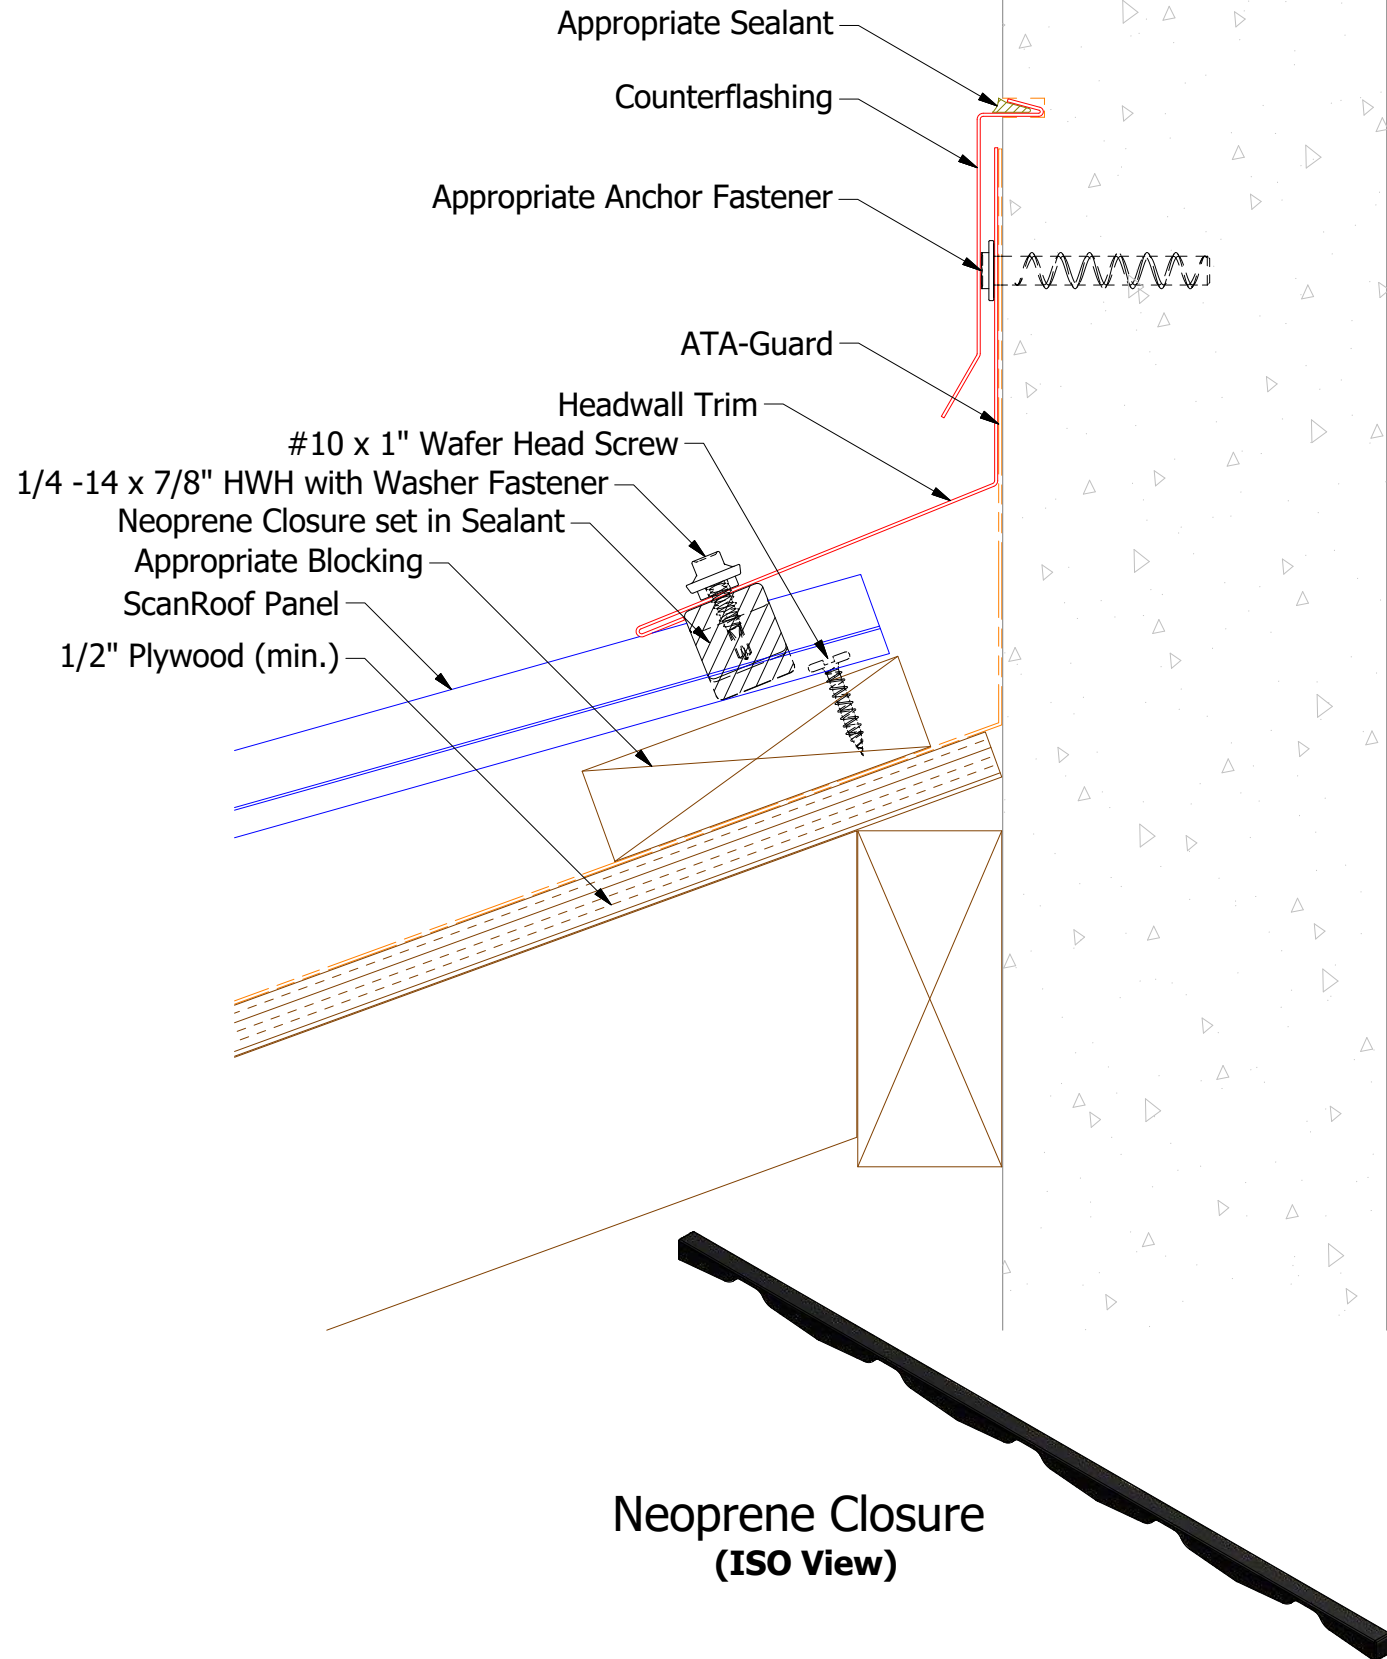 Appropriate Sealant
Counterflashing
Appropriate Anchor Fastener
ATA-Guard
Headwall Trim
#10 x 1" Wafer Head Screw
1/4 -14 x 7/8" HWH with Washer Fastener
Neoprene Closure set in Sealant
Appropriate Blocking
ScanRoof Panel
1/2" Plywood (min.)
Neoprene Closure
(ISO View)